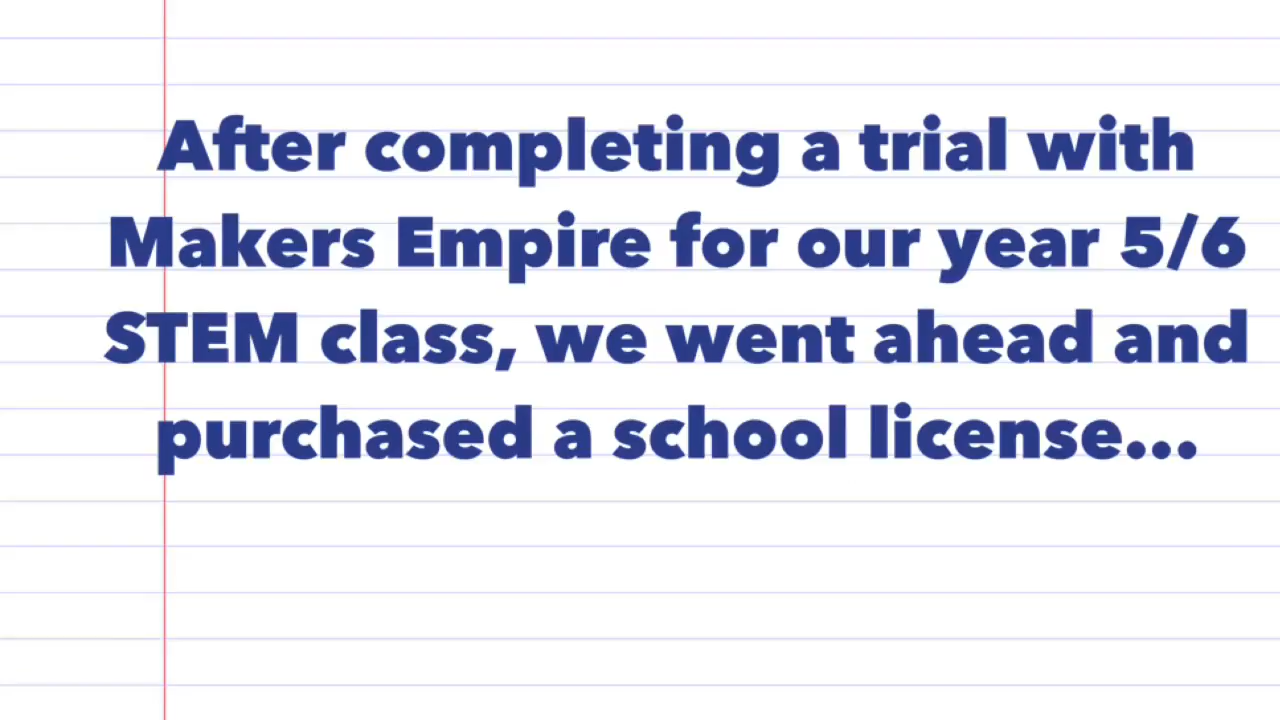 After completing a trial with
Makers Empire for our year 5/6
STEM class, we went ahead and
purchased a school license...